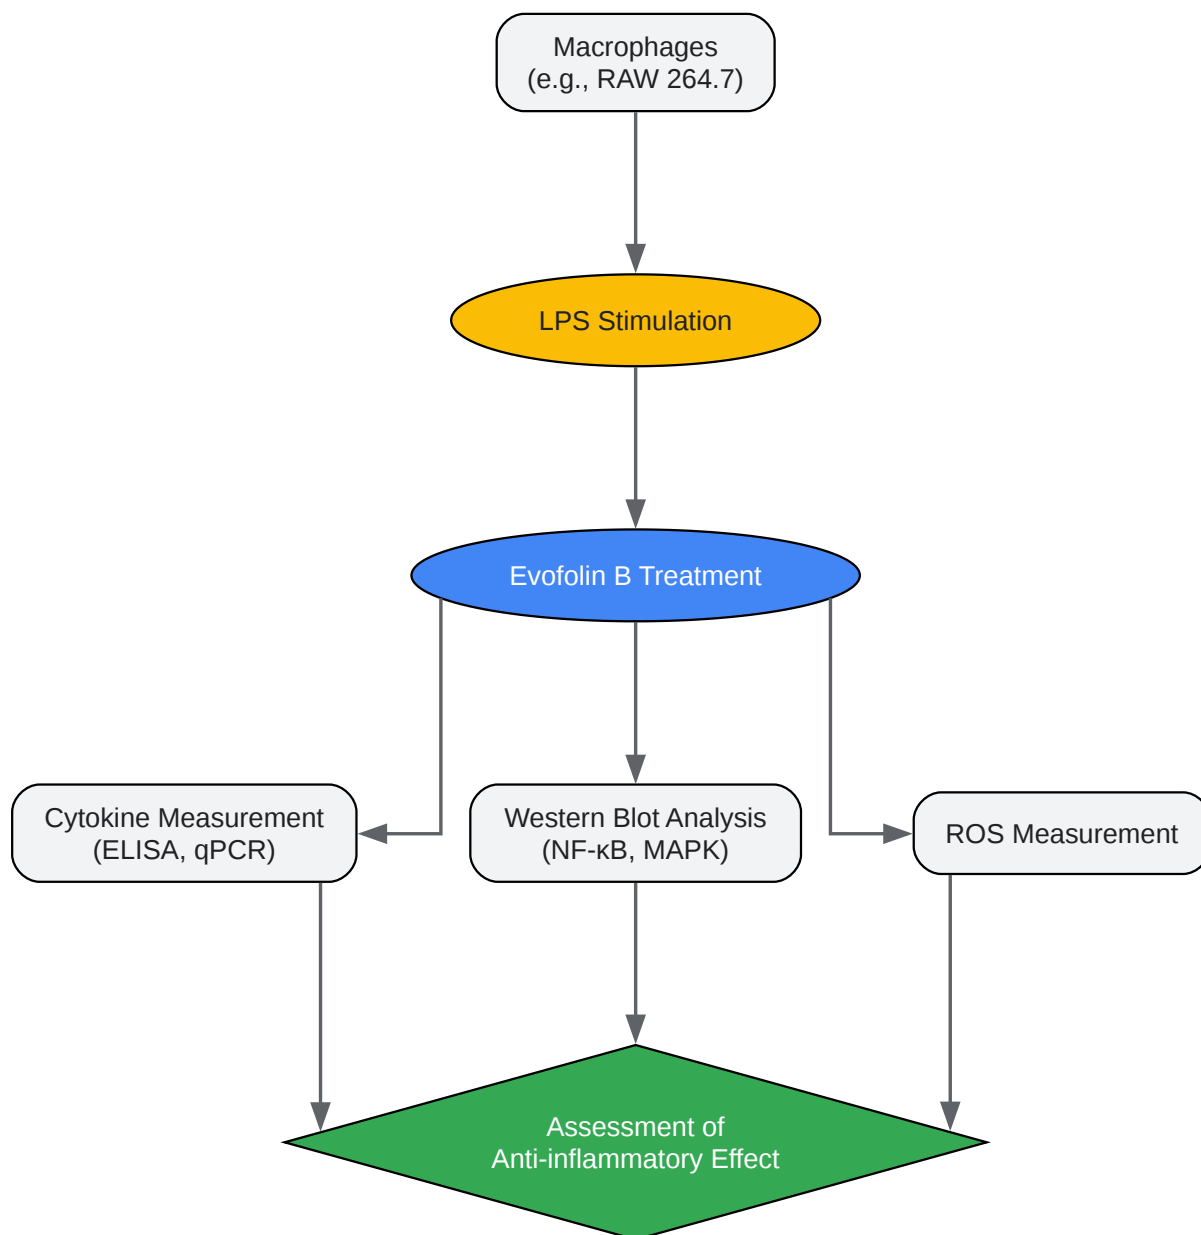 Macrophages
(e.g., RAW 264.7)
LPS Stimulation
Evofolin B Treatment
Cytokine Measurement
(ELISA, qPCR)
Western Blot Analysis
(NF-κB, MAPK)
ROS Measurement
Assessment of
Anti-inflammatory Effect